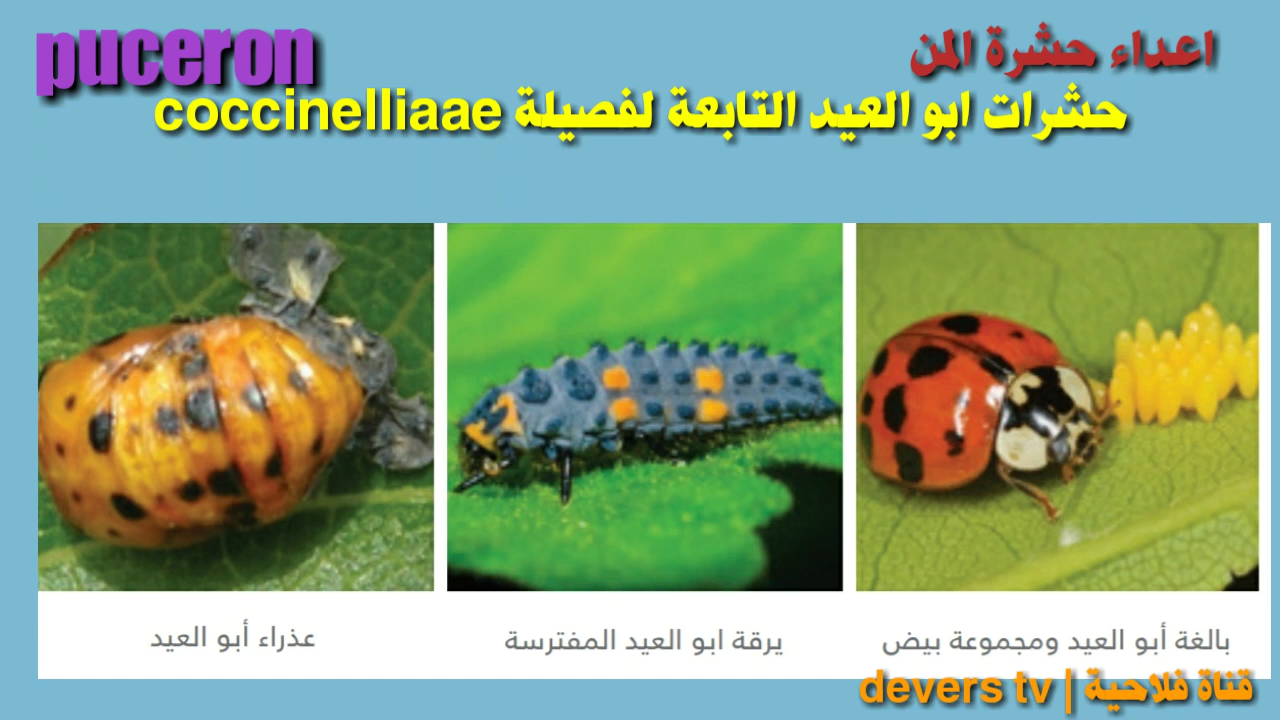 puceron
اعداء حشرة المن
حشرات ابو العيد التابعة لفصيلة coccinelliaae
بالغة أبو العيد ومجموعة بيض
يرقة ابو العيد المفترسة
عذراء أبو العيد
قناة فلاحية | devers tv